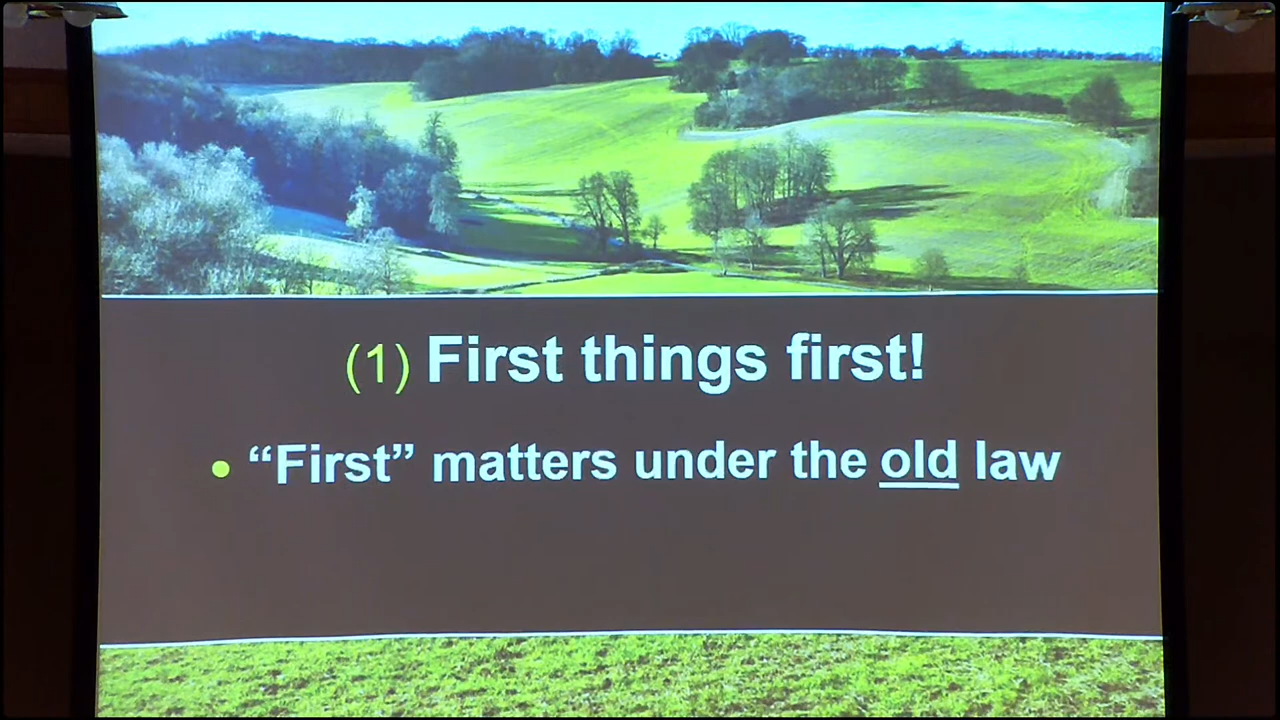 (1) First things first!
• “First” matters under the old law